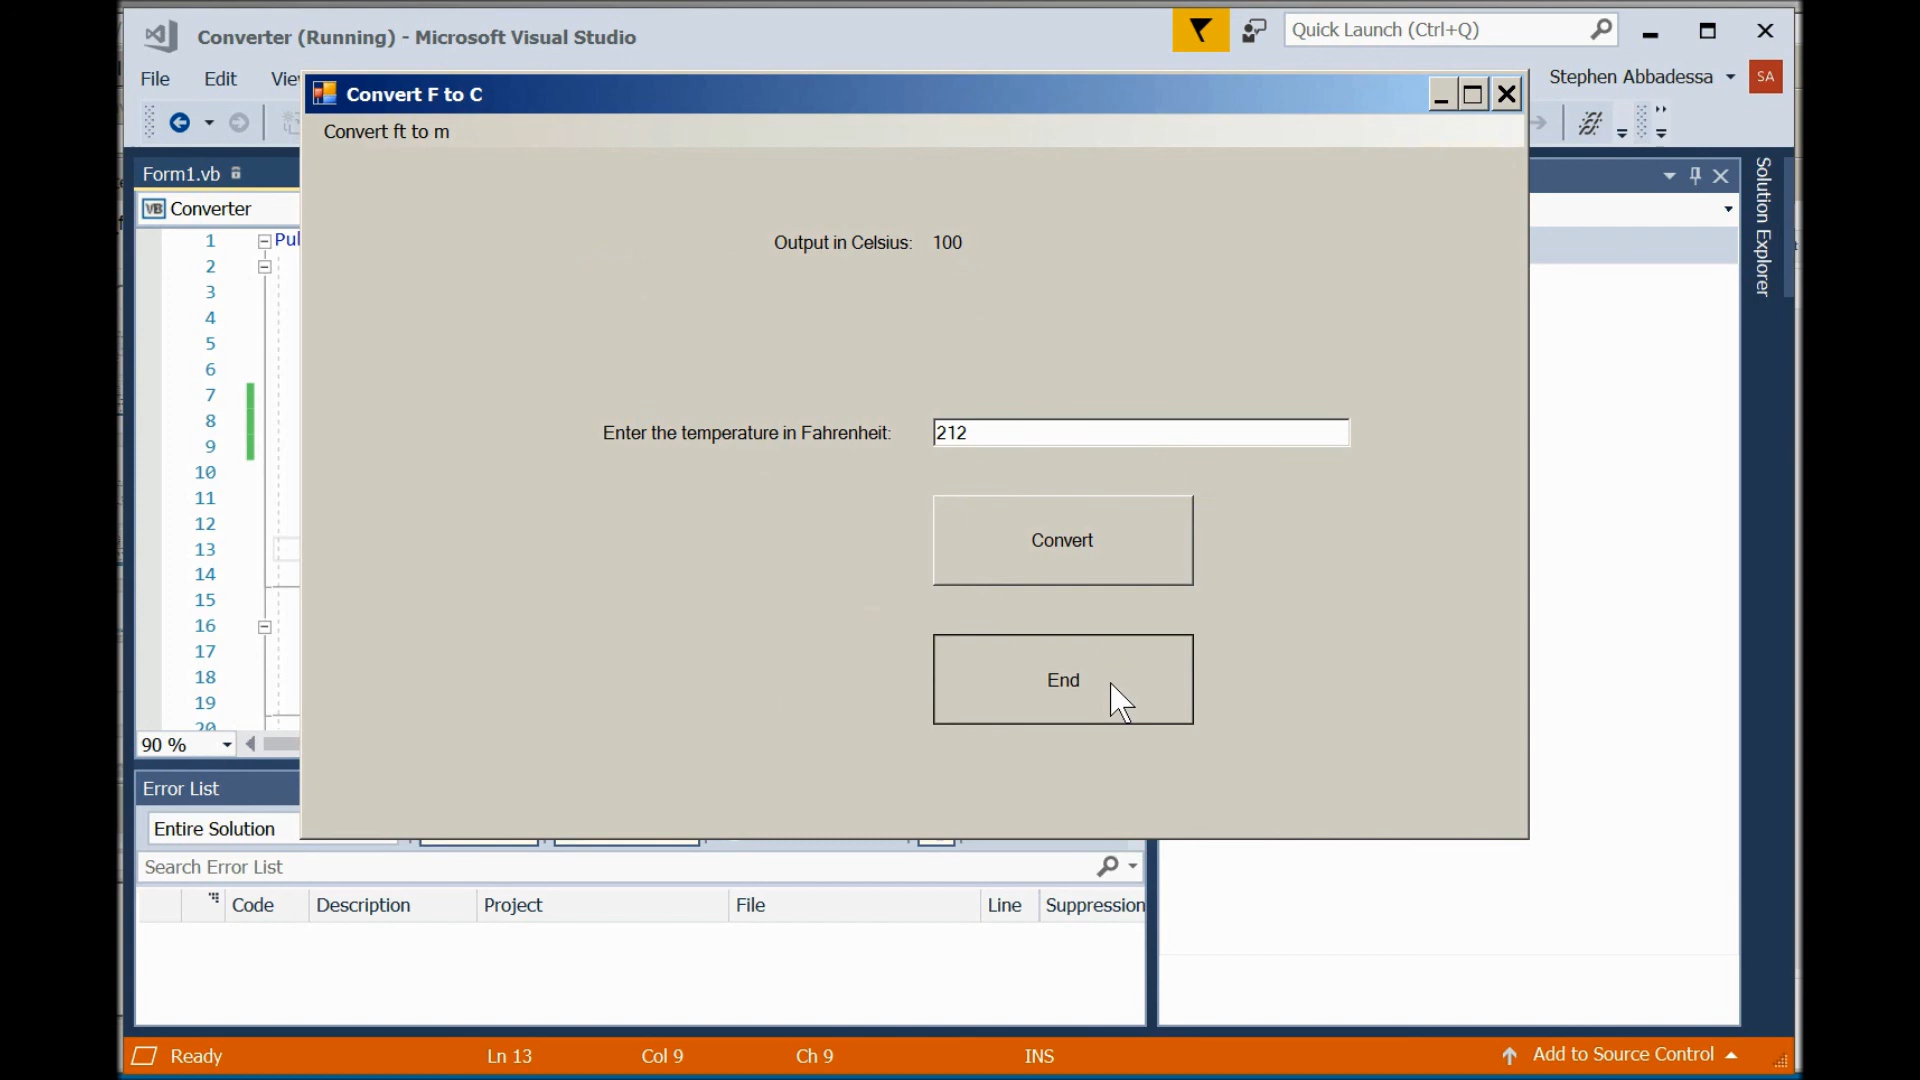 Converter (Running) - Microsoft Visual Studio
Quick Launch (Ctrl+Q)
File Edit Vie
Stephen Abbadessa
SA
Convert F to C
Convert ft to m
Form1.vb
VB Converter
Solution Explorer
1 Pul
2
3
4
5
6
7
8
9
10
11
12
13
14
15
16
17
18
19
20
Output in Celsius: 100
Enter the temperature in Fahrenheit: 212
Convert
End
90 %
Error List
Entire Solution
Search Error List
Code Description Project File Line Suppression
Ready Ln 13 Col 9 Ch 9 INS Add to Source Control